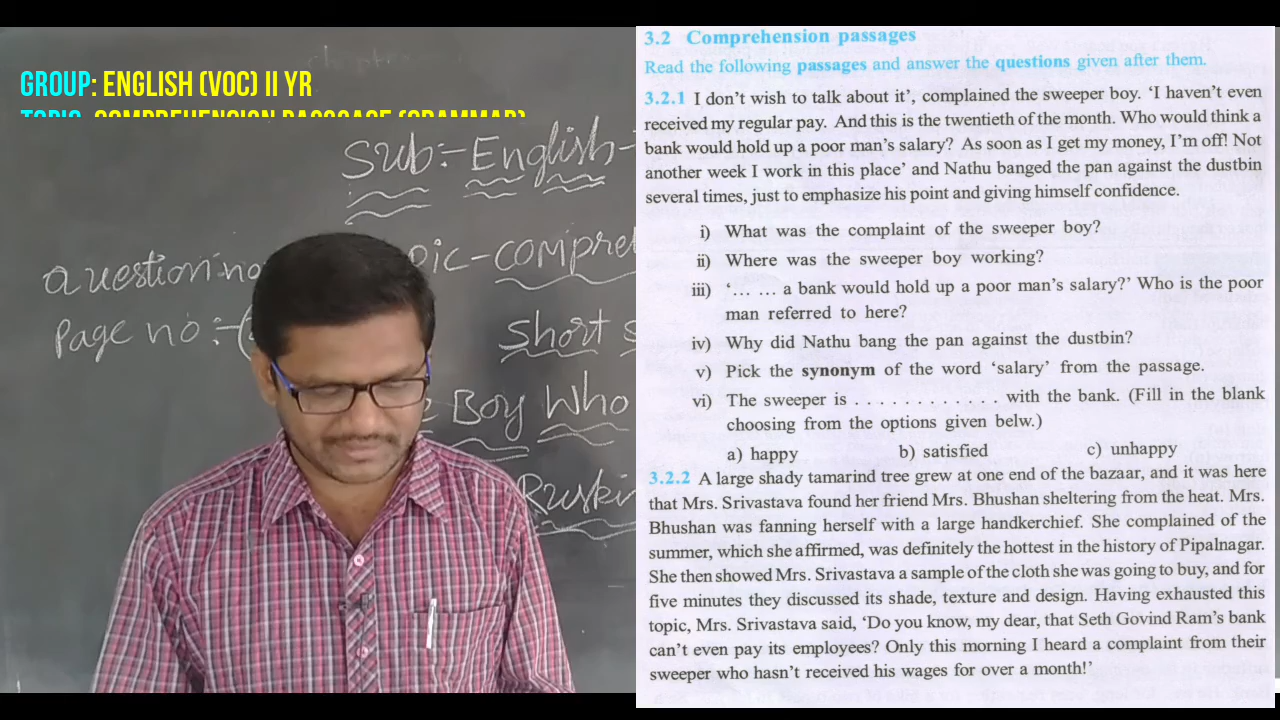 GROUP: ENGLISH (VOC) II YR
TOPIC: COMPREHENSION PASSSAGE (GRAMMAR)
Sub:- English-
Question no
pic-compre
Page no:-(
Short S
Boy Who
Ruski
3.2 Comprehension passages
Read the following passages and answer the questions given after them.
3.2.1 I don't wish to talk about it', complained the sweeper boy. 'I haven't even
received my regular pay. And this is the twentieth of the month. Who would think a
bank would hold up a poor man's salary? As soon as I get my money, I'm off! Not
another week I work in this place' and Nathu banged the pan against the dustbin
several times, just to emphasize his point and giving himself confidence.
i) What was the complaint of the sweeper boy?
ii) Where was the sweeper boy working?
iii) '... ... a bank would hold up a poor man's salary?' Who is the poor
man referred to here?
iv) Why did Nathu bang the pan against the dustbin?
v) Pick the synonym of the word 'salary' from the passage.
vi) The sweeper is . . . . . . . . . . . . with the bank. (Fill in the blank
choosing from the options given belw.)
a) happy b) satisfied c) unhappy
3.2.2 A large shady tamarind tree grew at one end of the bazaar, and it was here
that Mrs. Srivastava found her friend Mrs. Bhushan sheltering from the heat. Mrs.
Bhushan was fanning herself with a large handkerchief. She complained of the
summer, which she affirmed, was definitely the hottest in the history of Pipalnagar.
She then showed Mrs. Srivastava a sample of the cloth she was going to buy, and for
five minutes they discussed its shade, texture and design. Having exhausted this
topic, Mrs. Srivastava said, 'Do you know, my dear, that Seth Govind Ram's bank
can't even pay its employees? Only this morning I heard a complaint from their
sweeper who hasn't received his wages for over a month!'